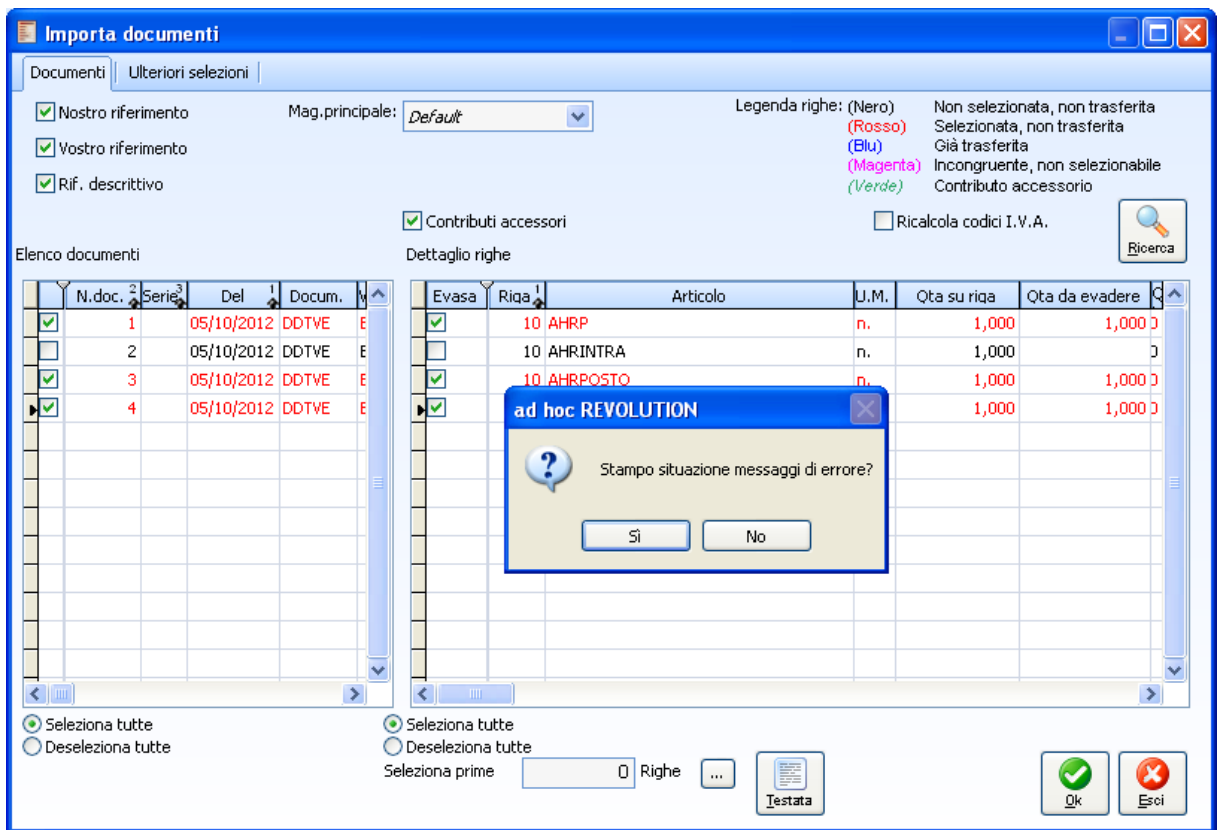 Importa documenti
Documenti Ulteriori selezioni
Nostro riferimento Mag.principale: Default Legenda righe: (Nero) Non selezionata, non trasferita
(Rosso) Selezionata, non trasferita
Vostro riferimento (Blu) Già trasferita
(Magenta) Incongruente, non selezionabile
Rif. descrittivo (Verde) Contributo accessorio
Contributi accessori Ricalcola codici I.V.A.
Ricerca
Elenco documenti Dettaglio righe
N.doc. 2 Serie 3 Del 1 Docum. Evasa Riga 1 Articolo U.M. Qta su riga Qta da evadere
1 05/10/2012 DDTVE 10 AHRP n. 1,000 1,000
2 05/10/2012 DDTVE 10 AHRINTRA n. 1,000
3 05/10/2012 DDTVE 10 AHRPOSTO n. 1,000 1,000
4 05/10/2012 DDTVE 1,000 1,000
ad hoc REVOLUTION
Stampo situazione messaggi di errore?
Sì No
Seleziona tutte Seleziona tutte
Deseleziona tutte Deseleziona tutte
Seleziona prime 0 Righe ...
Testata Ok Esci